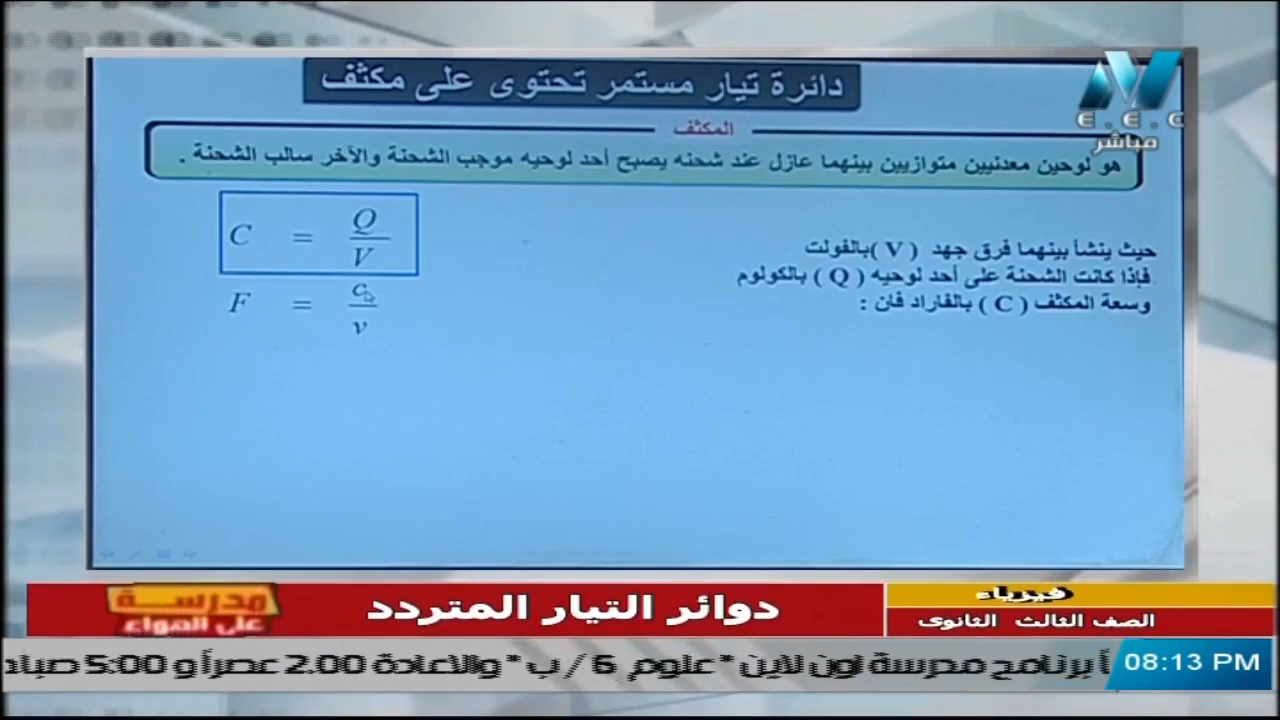 دائرة تيار مستمر تحتوى على مكثف
E.E.C
مباشر
المكثف
هو لوحين معدنيين متوازيين بينهما عازل عند شحنه يصبح أحد لوحيه موجب الشحنة والآخر سالب الشحنة .
C = Q / V
F = c / v
حيث ينشأ بينهما فرق جهد ( V )بالفولت
فإذا كانت الشحنة على أحد لوحيه ( Q ) بالكولوم
وسعة المكثف ( C ) بالفاراد فان :
فيزياء
الصف الثالث الثانوى
دوائر التيار المتردد
مدرسة
على الهواء
برنامج مدرسة اون لاين " علوم 6 / ب " والاعادة 2.00 عصراً و 5:00
08:13 PM